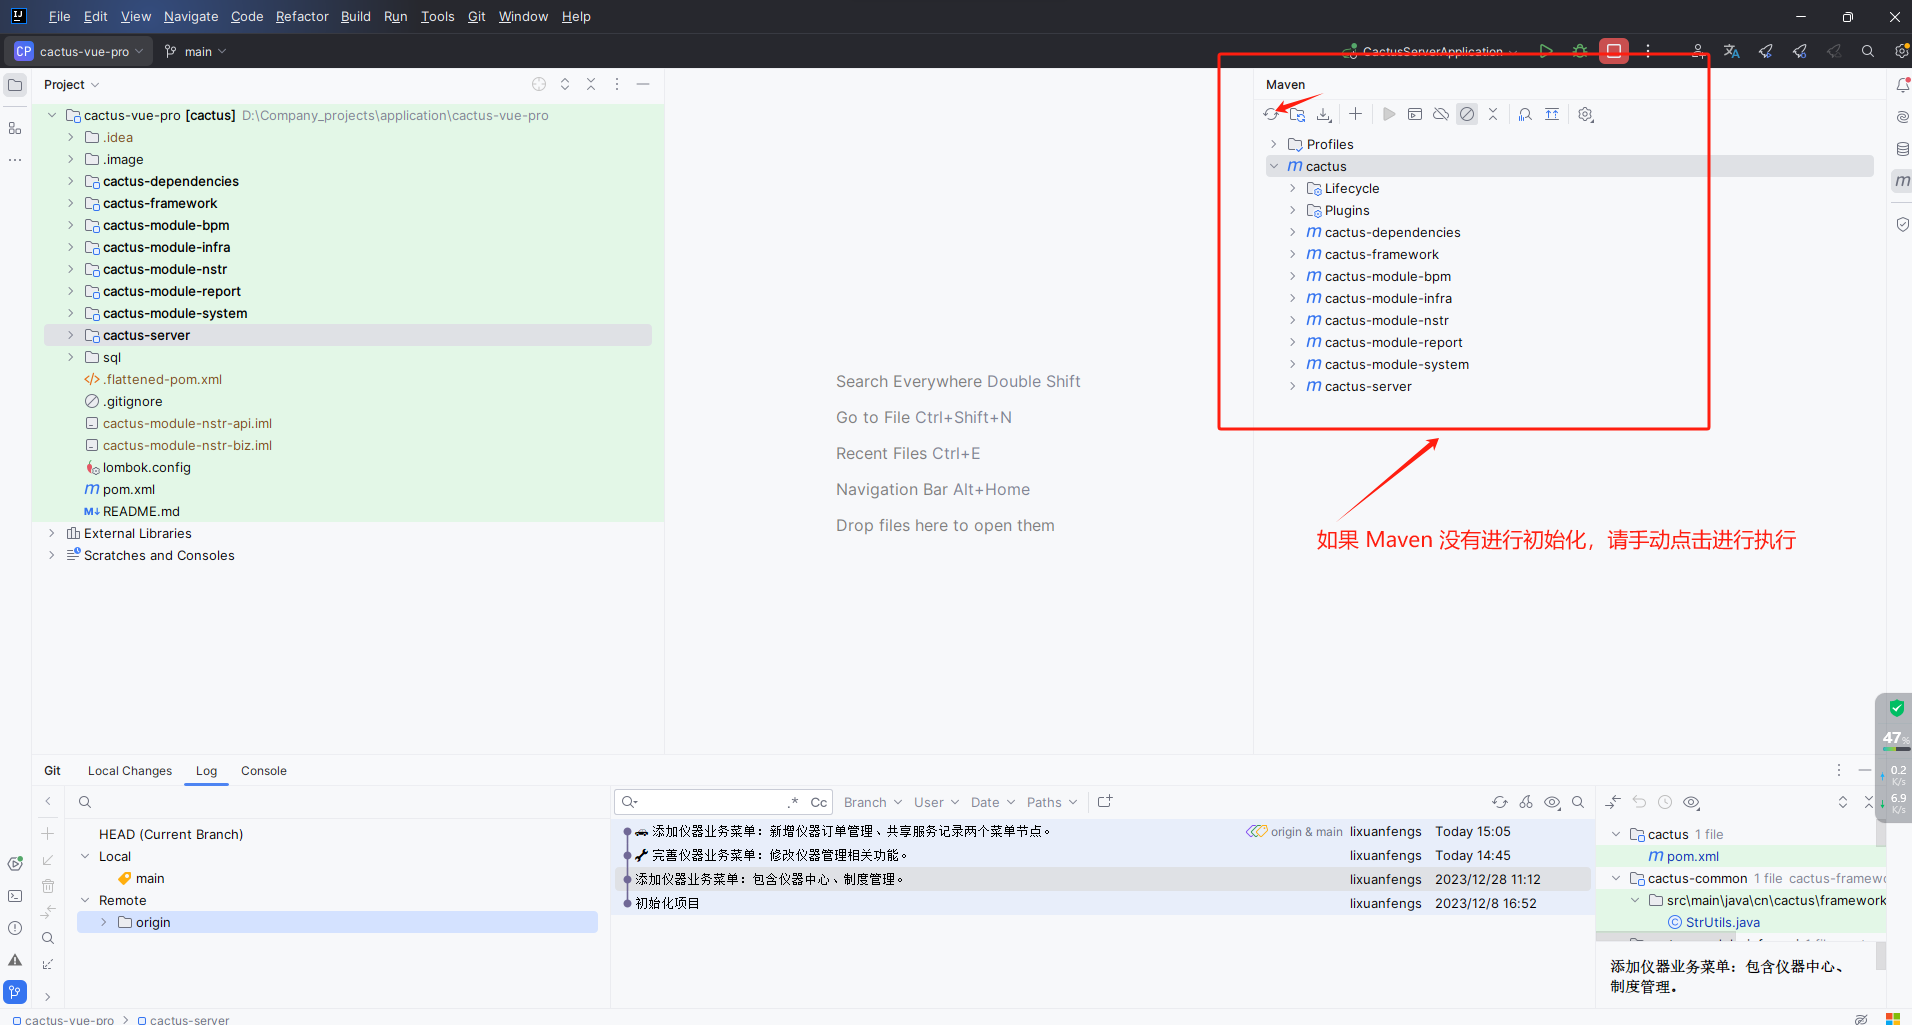 File Edit View Navigate Code Refactor Build Run Tools Git Window Help
CP cactus-vue-pro main CactusServerApplication
Project
cactus-vue-pro [cactus] D:\Company_projects\application\cactus-vue-pro
.idea
.image
cactus-dependencies
cactus-framework
cactus-module-bpm
cactus-module-infra
cactus-module-nstr
cactus-module-report
cactus-module-system
cactus-server
sql
.flattened-pom.xml
.gitignore
cactus-module-nstr-api.iml
cactus-module-nstr-biz.iml
lombok.config
pom.xml
README.md
External Libraries
Scratches and Consoles
Search Everywhere Double Shift
Go to File Ctrl+Shift+N
Recent Files Ctrl+E
Navigation Bar Alt+Home
Drop files here to open them
Maven
Profiles
cactus
Lifecycle
Plugins
cactus-dependencies
cactus-framework
cactus-module-bpm
cactus-module-infra
cactus-module-nstr
cactus-module-report
cactus-module-system
cactus-server
如果 Maven 没有进行初始化，请手动点击进行执行
47%
0.2
K/s
6.9
K/s
Git Local Changes Log Console
HEAD (Current Branch)
Local
main
Remote
origin
.* Cc Branch User Date Paths
添加仪器业务菜单：新增仪器订单管理、共享服务记录两个菜单节点。 origin & main lixuanfengs Today 15:05
完善仪器业务菜单：修改仪器管理相关功能。 lixuanfengs Today 14:45
添加仪器业务菜单：包含仪器中心、制度管理。 lixuanfengs 2023/12/28 11:12
初始化项目 lixuanfengs 2023/12/8 16:52
cactus 1 file
pom.xml
cactus-common 1 file cactus-framewo
src\main\java\cn\cactus\framework
StrUtils.java
添加仪器业务菜单：包含仪器中心、
制度管理。
cactus-vue-pro > cactus-server